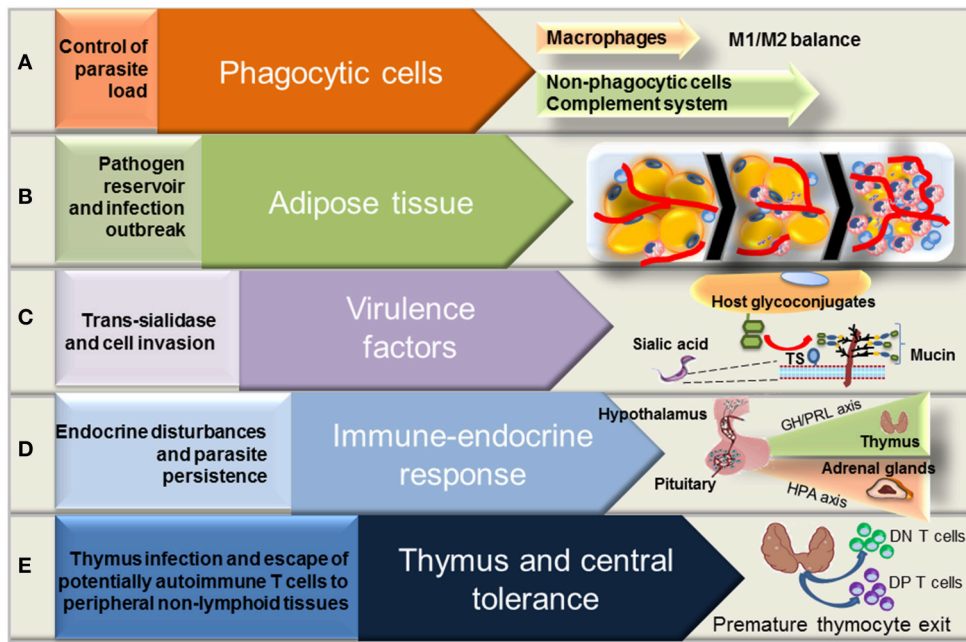 A
Control of
parasite
load
Phagocytic cells
Macrophages
M1/M2 balance
Non-phagocytic cells
Complement system
B
Pathogen
reservoir
and infection
outbreak
Adipose tissue
C
Trans-sialidase
and cell invasion
Virulence
factors
Host glycoconjugates
Sialic acid
TS
Mucin
D
Endocrine disturbances
and parasite
persistence
Immune-endocrine
response
Hypothalamus
Pituitary
GH/PRL axis
Thymus
Adrenal glands
HPA axis
E
Thymus infection and escape of
potentially autoimmune T cells to
peripheral non-lymphoid tissues
Thymus and central
tolerance
DN T cells
DP T cells
Premature thymocyte exit